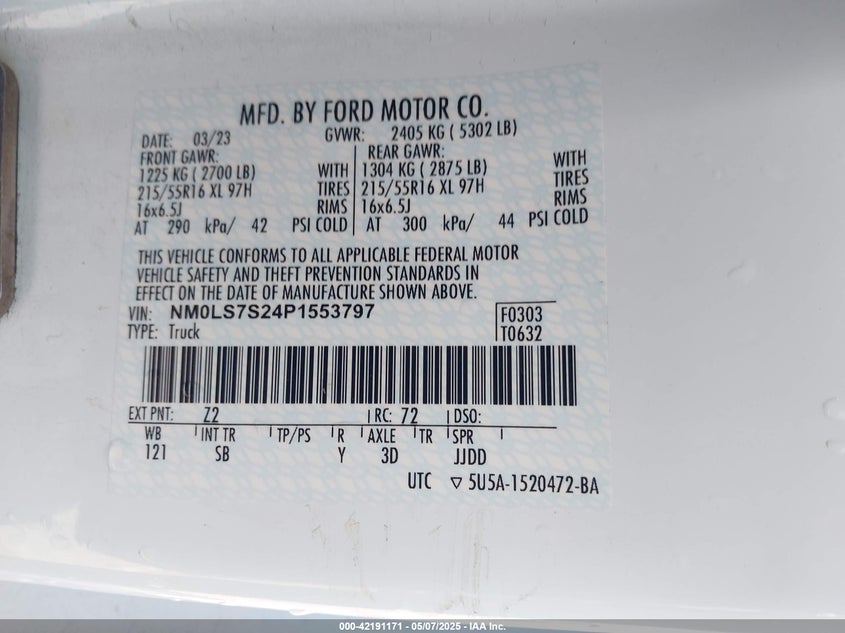 MFD. BY FORD MOTOR CO.
DATE: 03/23 GVWR: 2405 KG ( 5302 LB)
FRONT GAWR: REAR GAWR:
1225 KG ( 2700 LB) WITH 1304 KG ( 2875 LB) WITH
215/55R16 XL 97H TIRES 215/55R16 XL 97H TIRES
16x6.5J RIMS 16x6.5J RIMS
AT 290 kPa/ 42 PSI COLD AT 300 kPa/ 44 PSI COLD
THIS VEHICLE CONFORMS TO ALL APPLICABLE FEDERAL MOTOR
VEHICLE SAFETY AND THEFT PREVENTION STANDARDS IN
EFFECT ON THE DATE OF MANUFACTURE SHOWN ABOVE.
VIN: NM0LS7S24P1553797 F0303
TYPE: Truck T0632
EXT PNT: Z2 RC: 72 DSO:
WB INT TR TP/PS R AXLE TR SPR
121 SB Y 3D JJDD
UTC ▽ 5U5A-1520472-BA
000-42191171 - 05/07/2025 - IAA Inc.